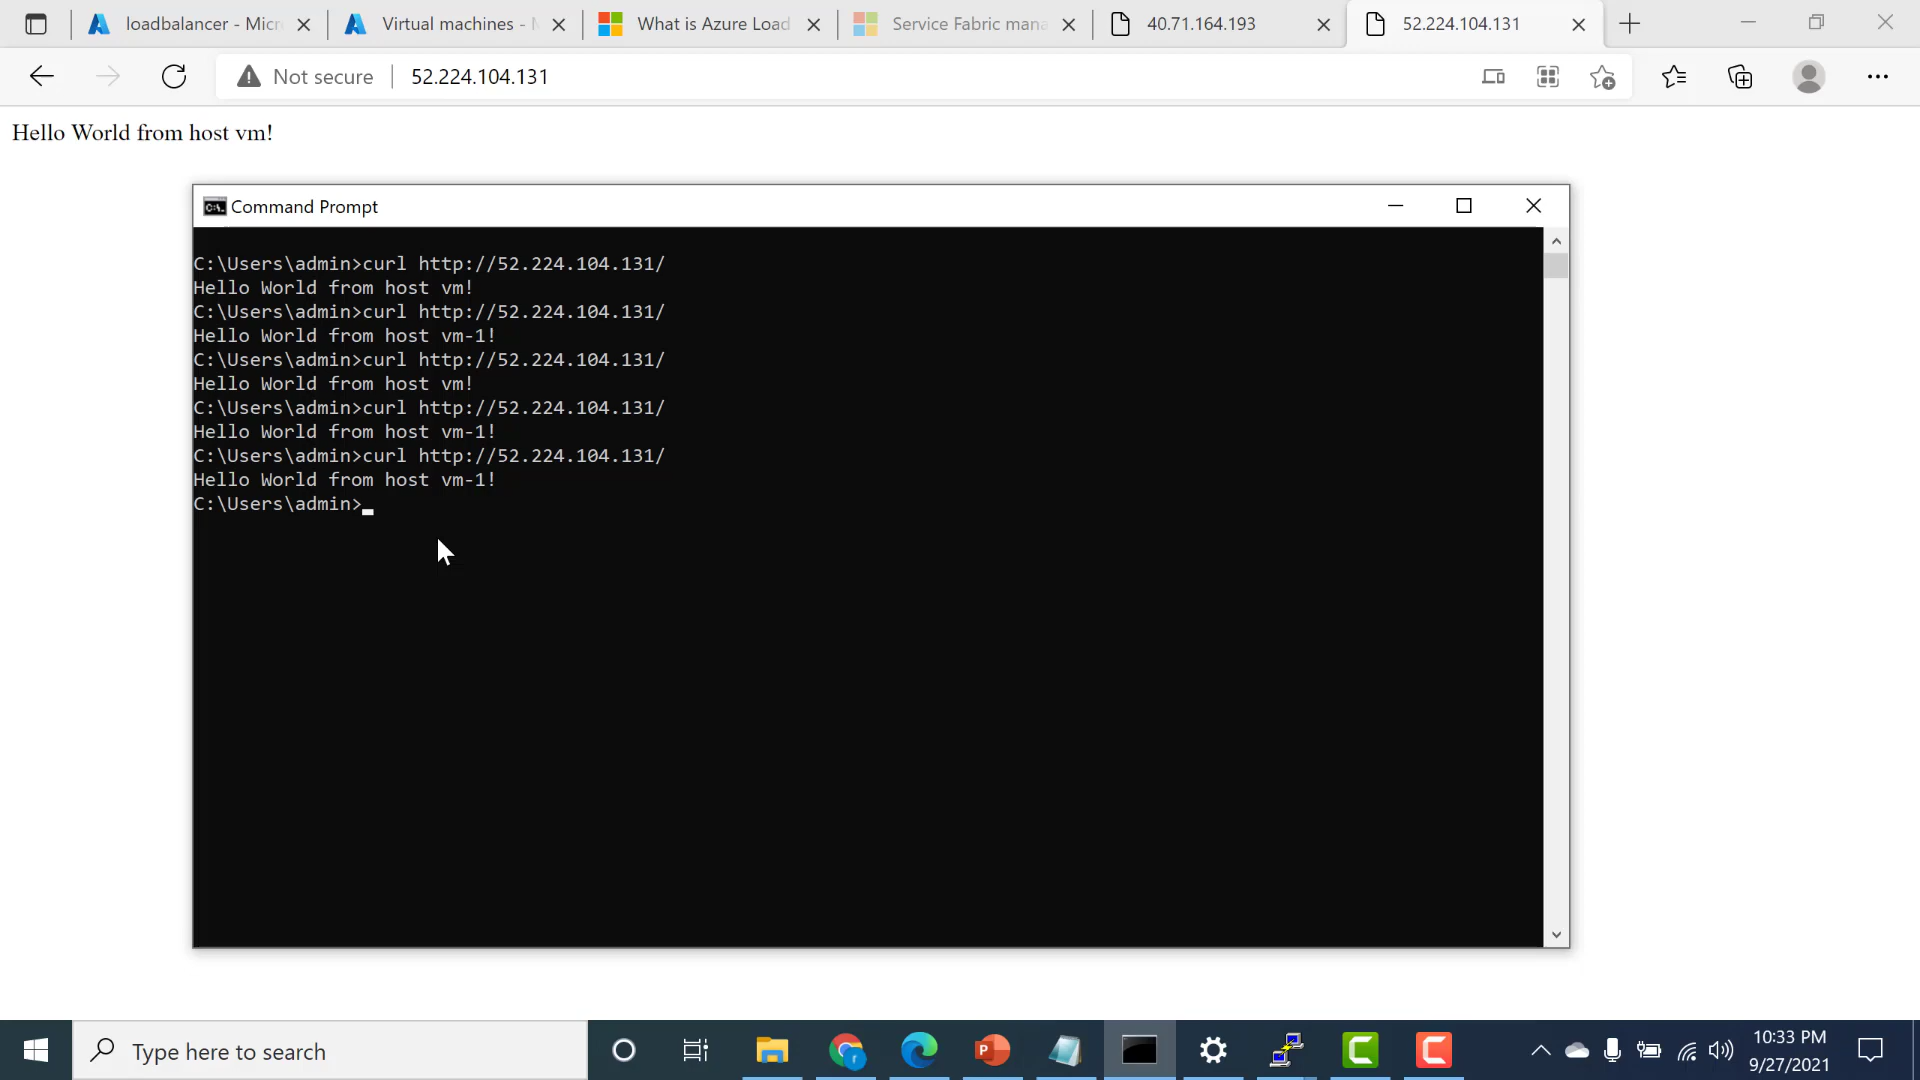 loadbalancer - Micr
Virtual machines - M
What is Azure Load
Service Fabric mana
40.71.164.193
52.224.104.131
Not secure
52.224.104.131
Hello World from host vm!
Command Prompt
C:\Users\admin>curl http://52.224.104.131/
Hello World from host vm!
C:\Users\admin>curl http://52.224.104.131/
Hello World from host vm-1!
C:\Users\admin>curl http://52.224.104.131/
Hello World from host vm!
C:\Users\admin>curl http://52.224.104.131/
Hello World from host vm-1!
C:\Users\admin>curl http://52.224.104.131/
Hello World from host vm-1!
C:\Users\admin>
Type here to search
10:33 PM
9/27/2021